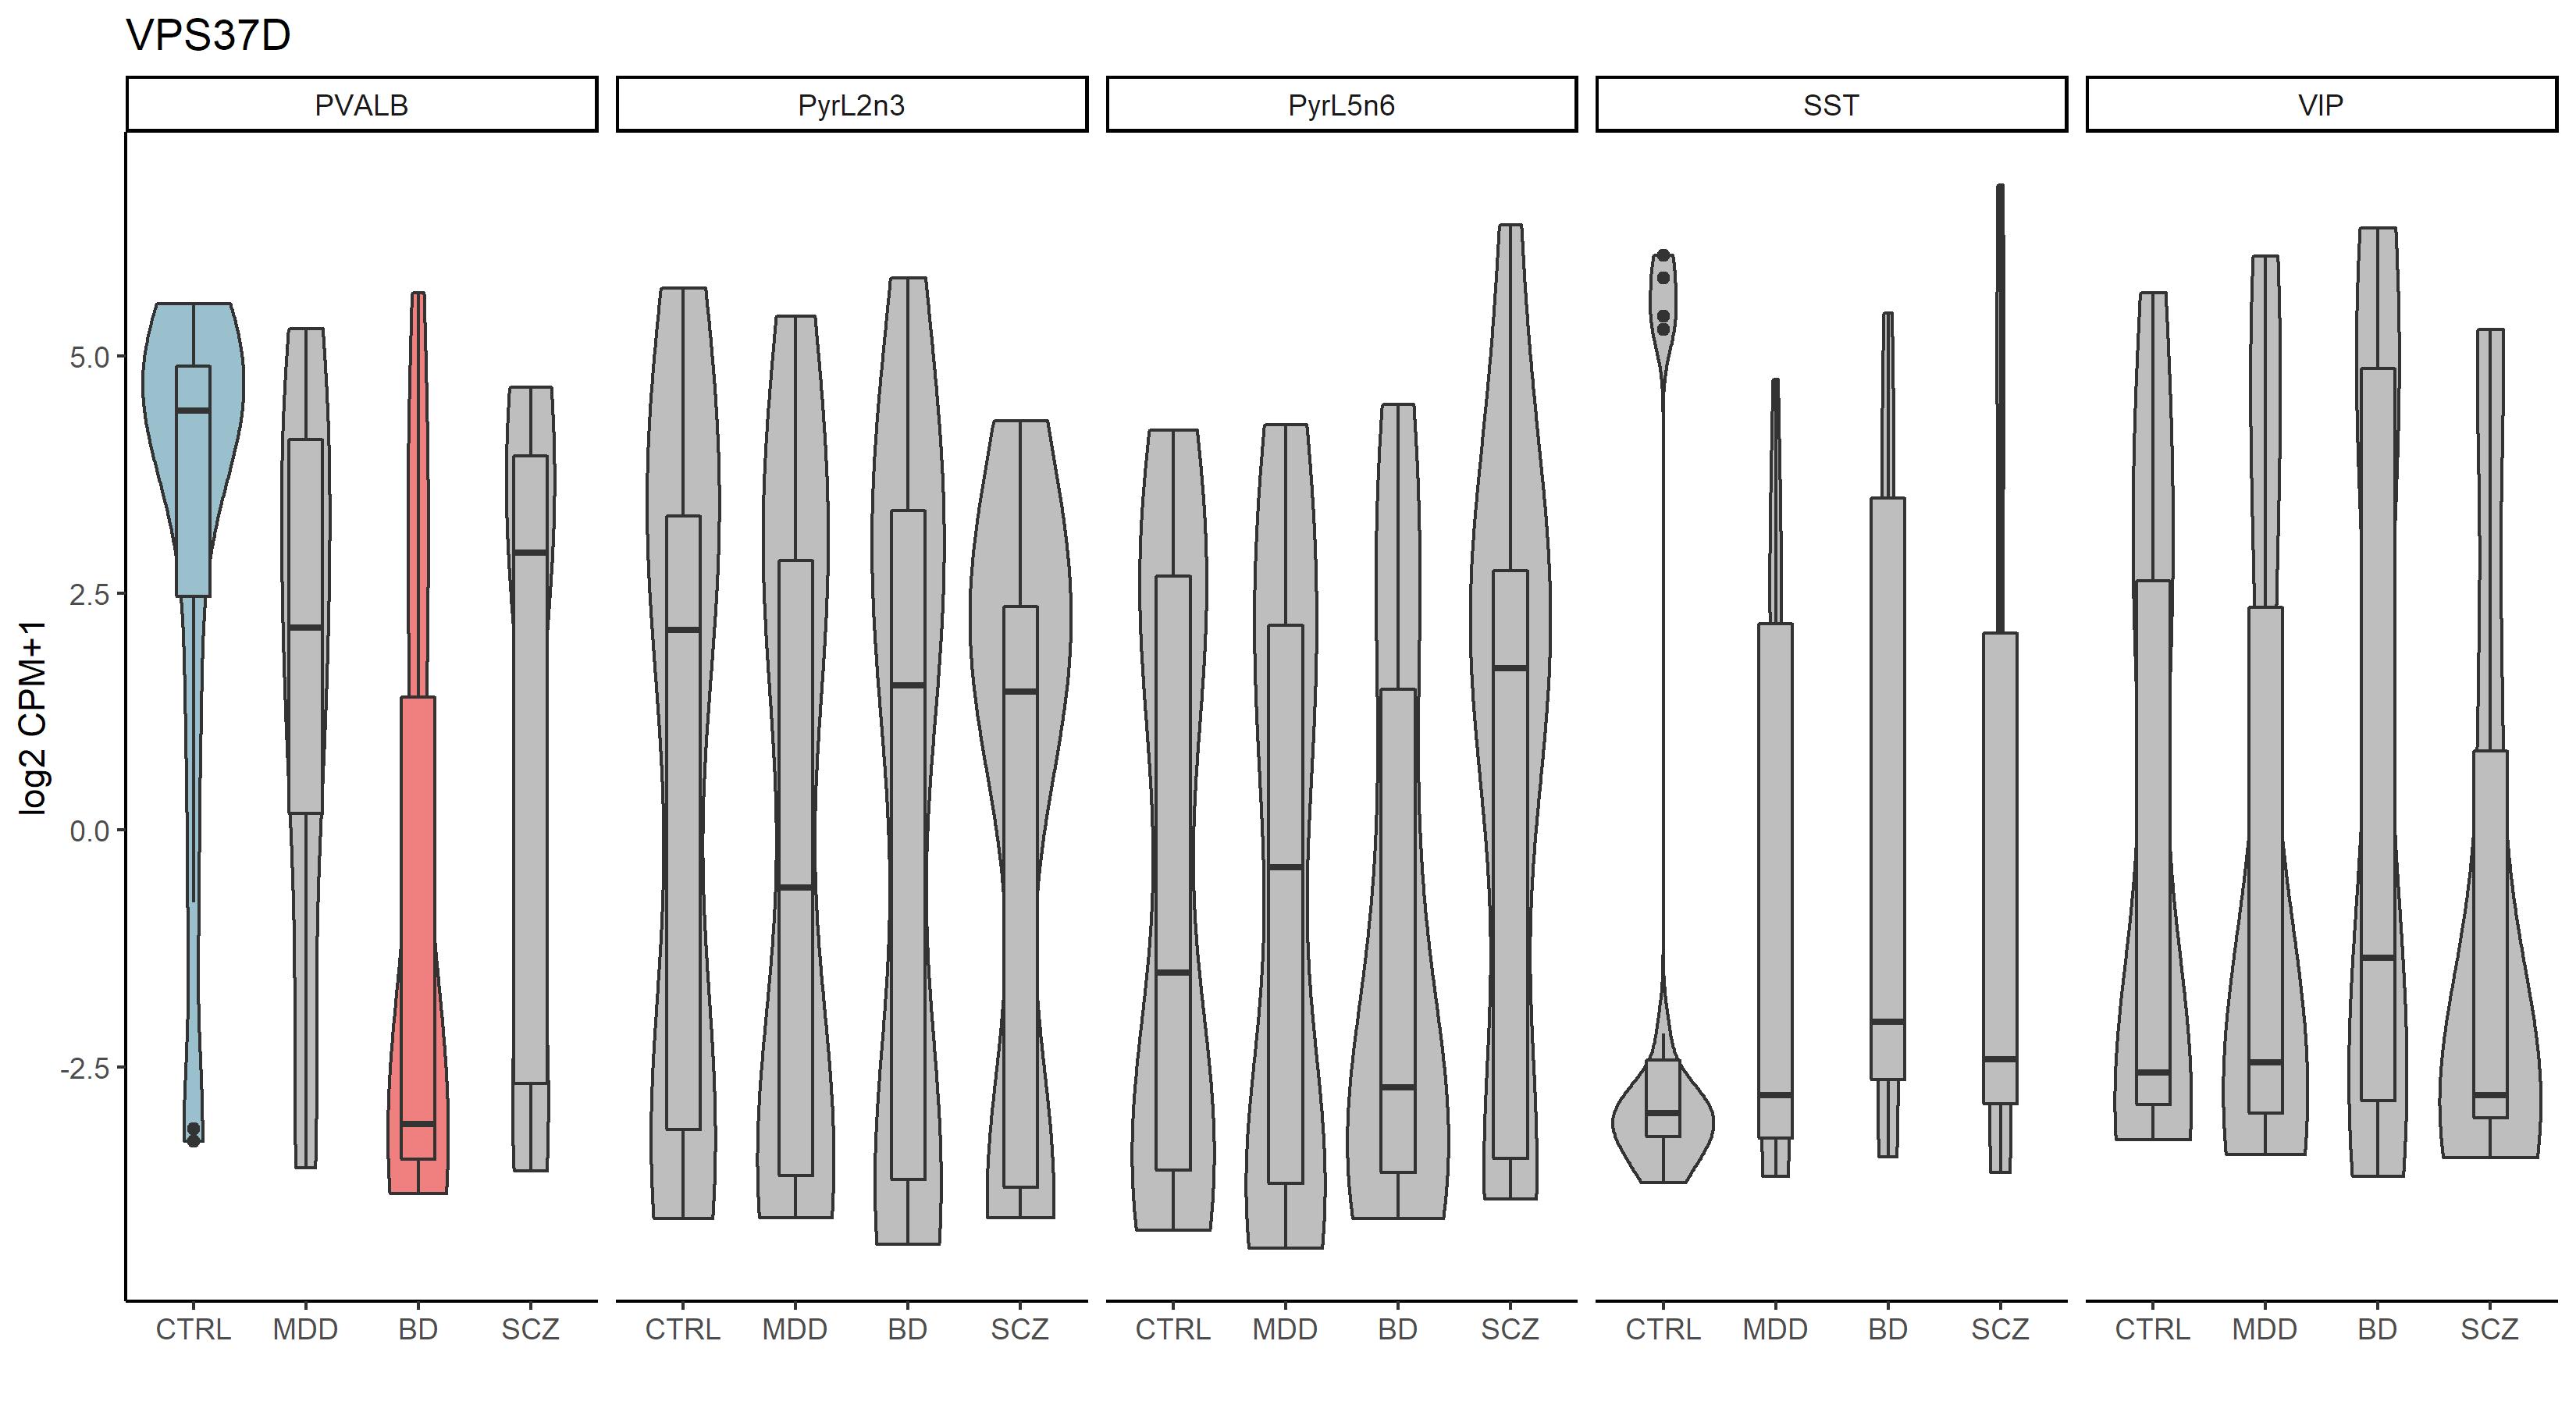 VPS37D
PVALB PyrL2n3 PyrL5n6 SST VIP
log2 CPM+1
5.0
2.5
0.0
-2.5
CTRL MDD BD SCZ CTRL MDD BD SCZ CTRL MDD BD SCZ CTRL MDD BD SCZ CTRL MDD BD SCZ